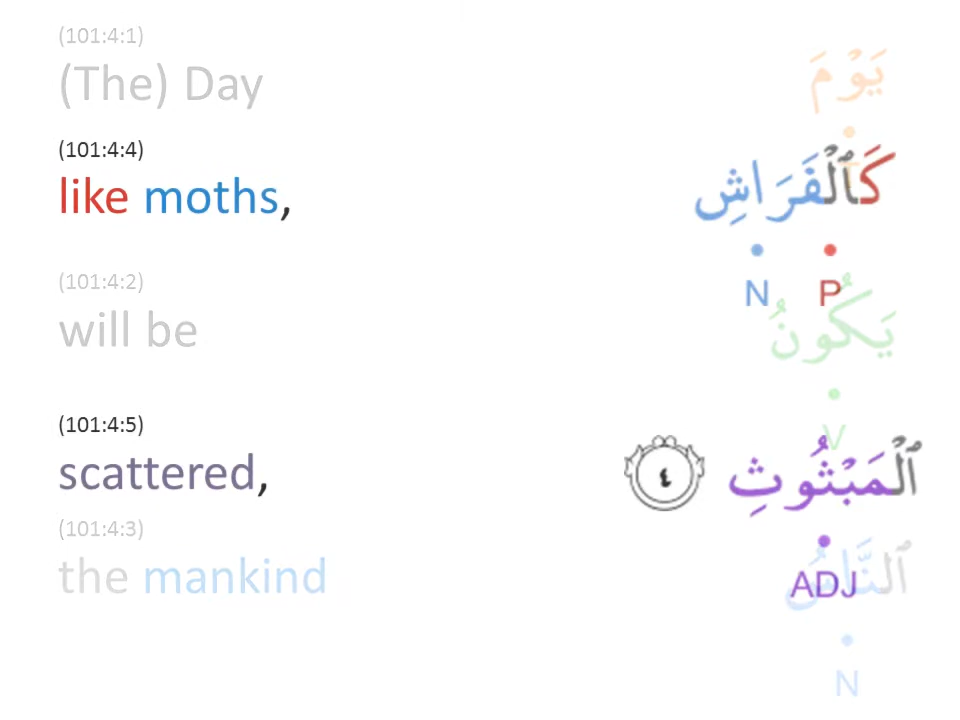 (101:4:1)
(The) Day
يَوْمَ
(101:4:4)
like moths,
كَٱلْفَرَاشِ
N P
(101:4:2)
will be
يَكُونُ
V
(101:4:5)
scattered,
ٱلْمَبْثُوثِ ٤
ADJ
(101:4:3)
the mankind
ٱلنَّاسُ
N